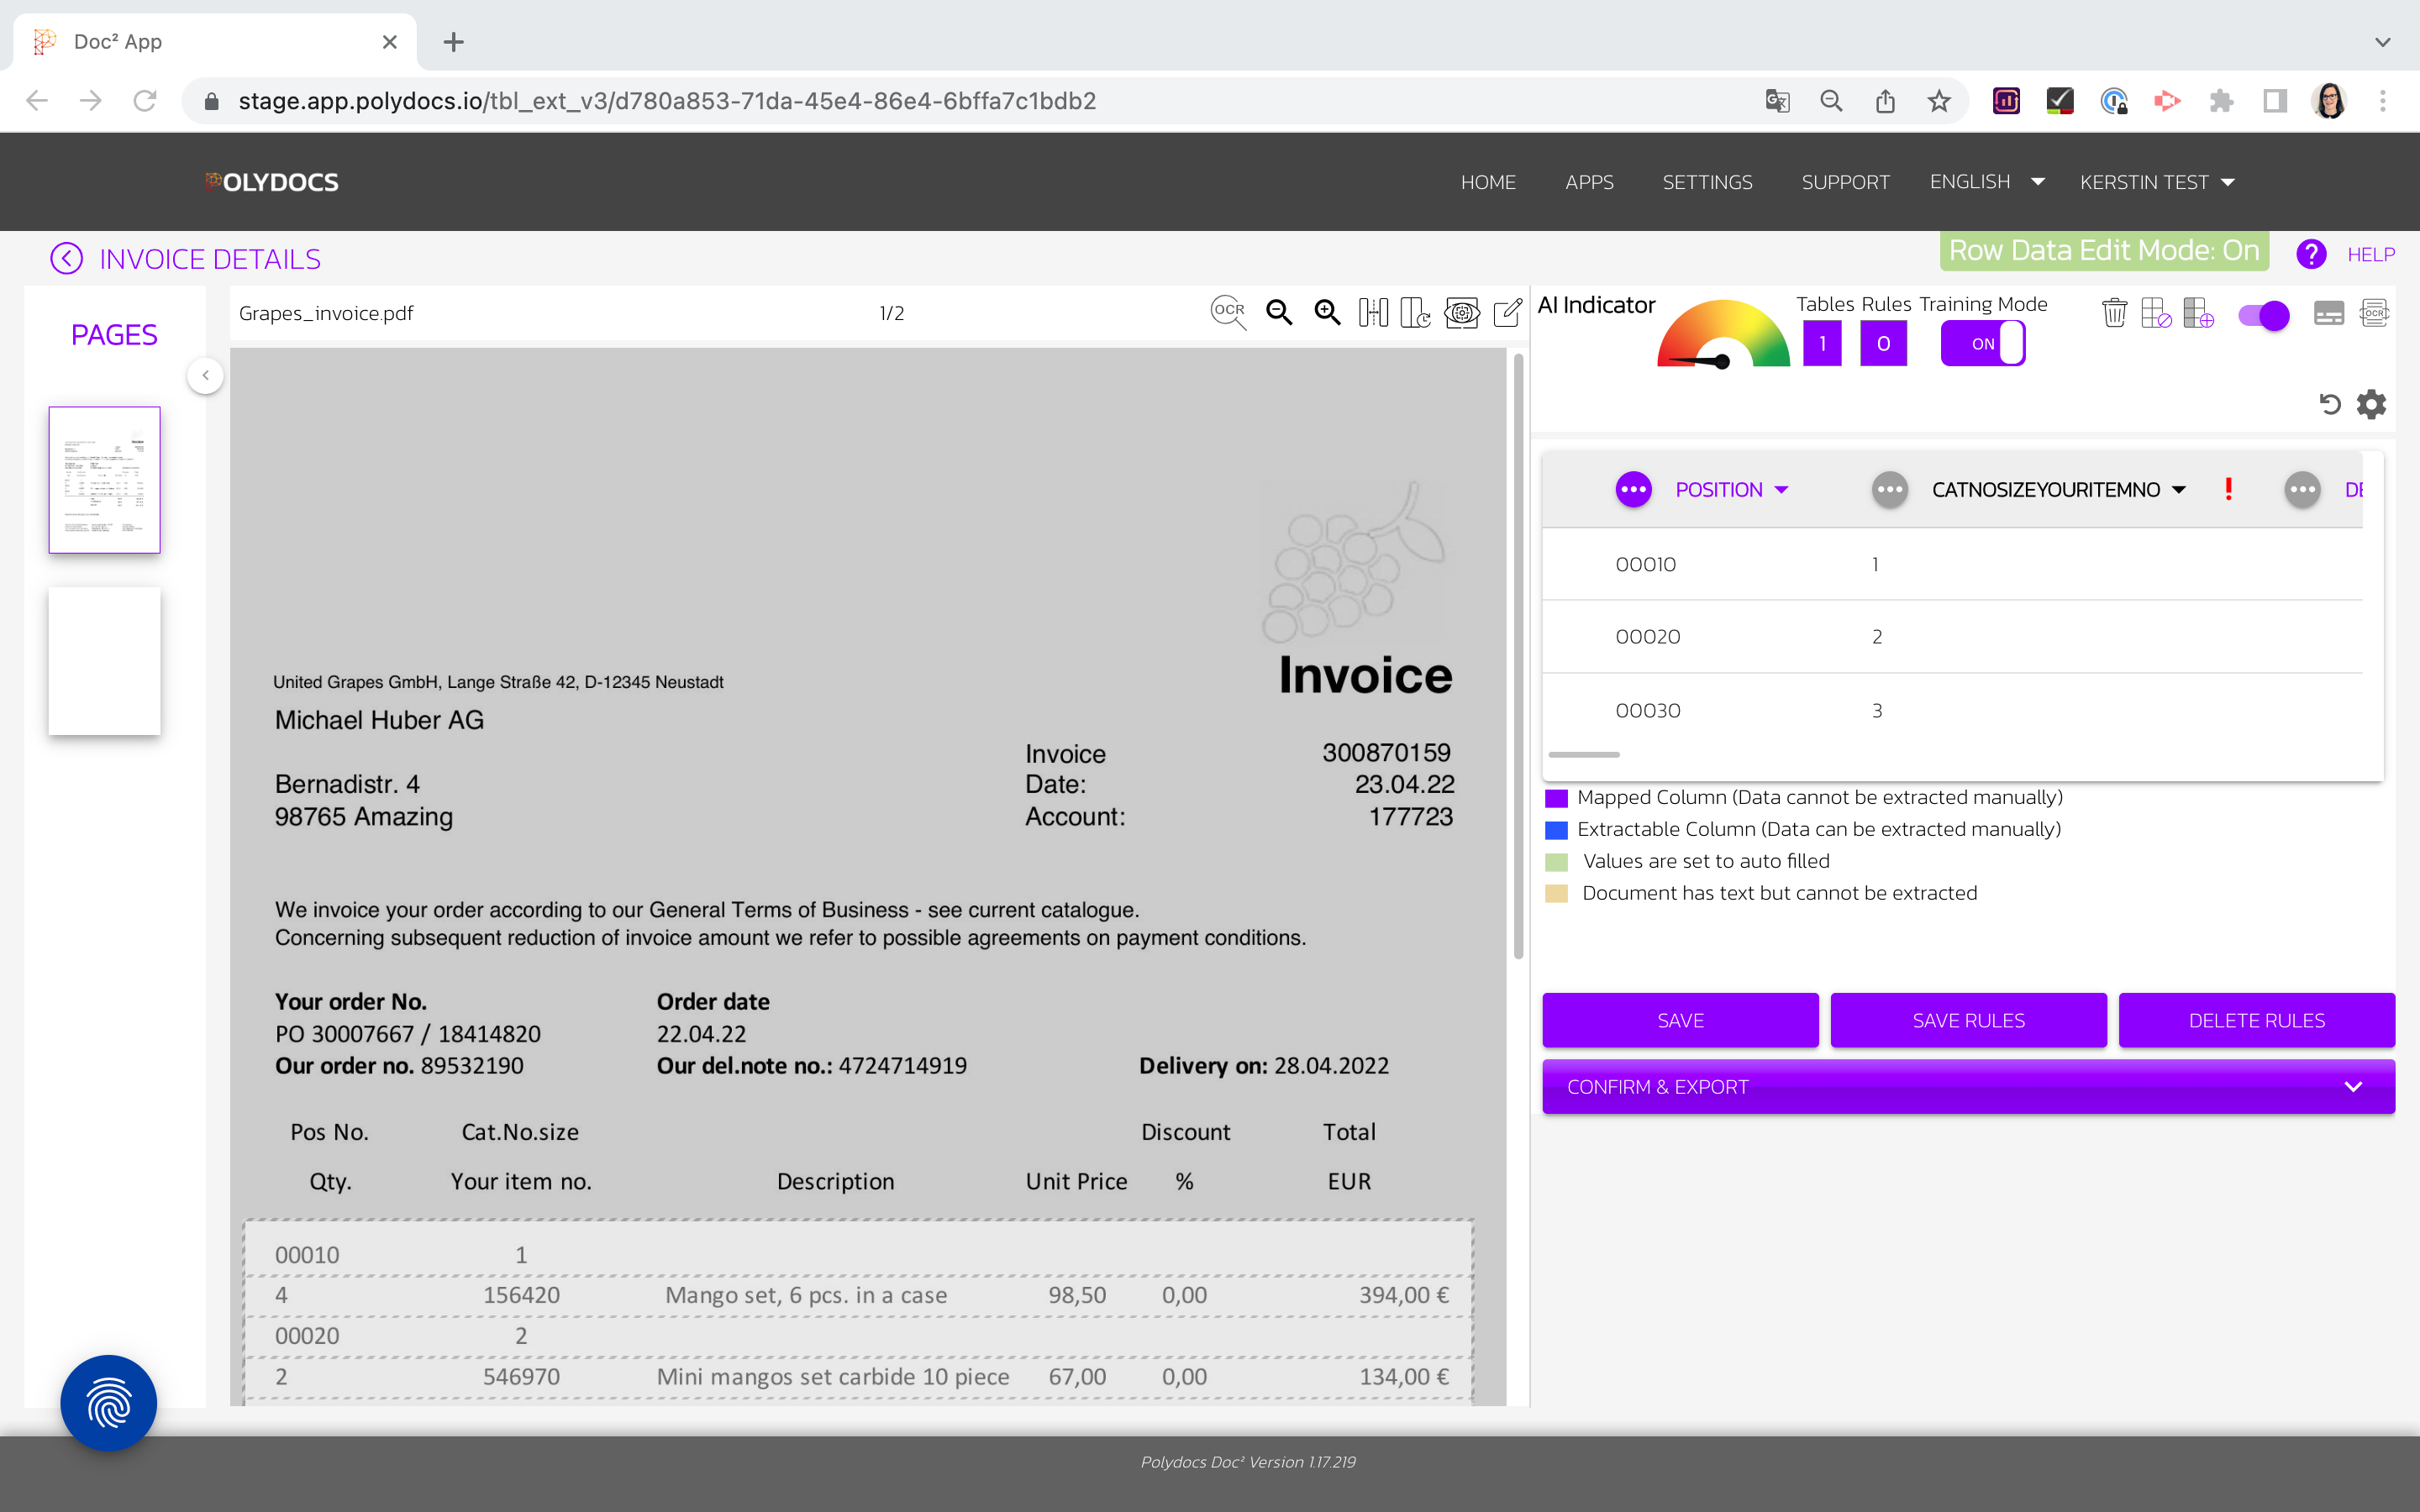 Doc² App
stage.app.polydocs.io/tbl_ext_v3/d780a853-71da-45e4-86e4-6bffa7c1bdb2
POLYDOCS
HOME APPS SETTINGS SUPPORT ENGLISH KERSTIN TEST
INVOICE DETAILS
Row Data Edit Mode: On
? HELP
PAGES
Grapes_invoice.pdf
1/2
OCR
AI Indicator
Tables Rules Training Mode
1 0 ON
OCR
POSITION CATNOSIZEYOURITEMNO ! DE
00010 1
00020 2
00030 3
Mapped Column (Data cannot be extracted manually)
Extractable Column (Data can be extracted manually)
Values are set to auto filled
Document has text but cannot be extracted
SAVE SAVE RULES DELETE RULES
CONFIRM & EXPORT
Invoice
United Grapes GmbH, Lange Straße 42, D-12345 Neustadt
Michael Huber AG
Bernadistr. 4
98765 Amazing
Invoice 300870159
Date: 23.04.22
Account: 177723
We invoice your order according to our General Terms of Business - see current catalogue.
Concerning subsequent reduction of invoice amount we refer to possible agreements on payment conditions.
Your order No. Order date
PO 30007667 / 18414820 22.04.22
Our order no. 89532190 Our del.note no.: 4724714919 Delivery on: 28.04.2022
Pos No. Cat.No.size Discount Total
Qty. Your item no. Description Unit Price % EUR
00010 1
4 156420 Mango set, 6 pcs. in a case 98,50 0,00 394,00 €
00020 2
2 546970 Mini mangos set carbide 10 piece 67,00 0,00 134,00 €
Polydocs Doc² Version 1.17.219